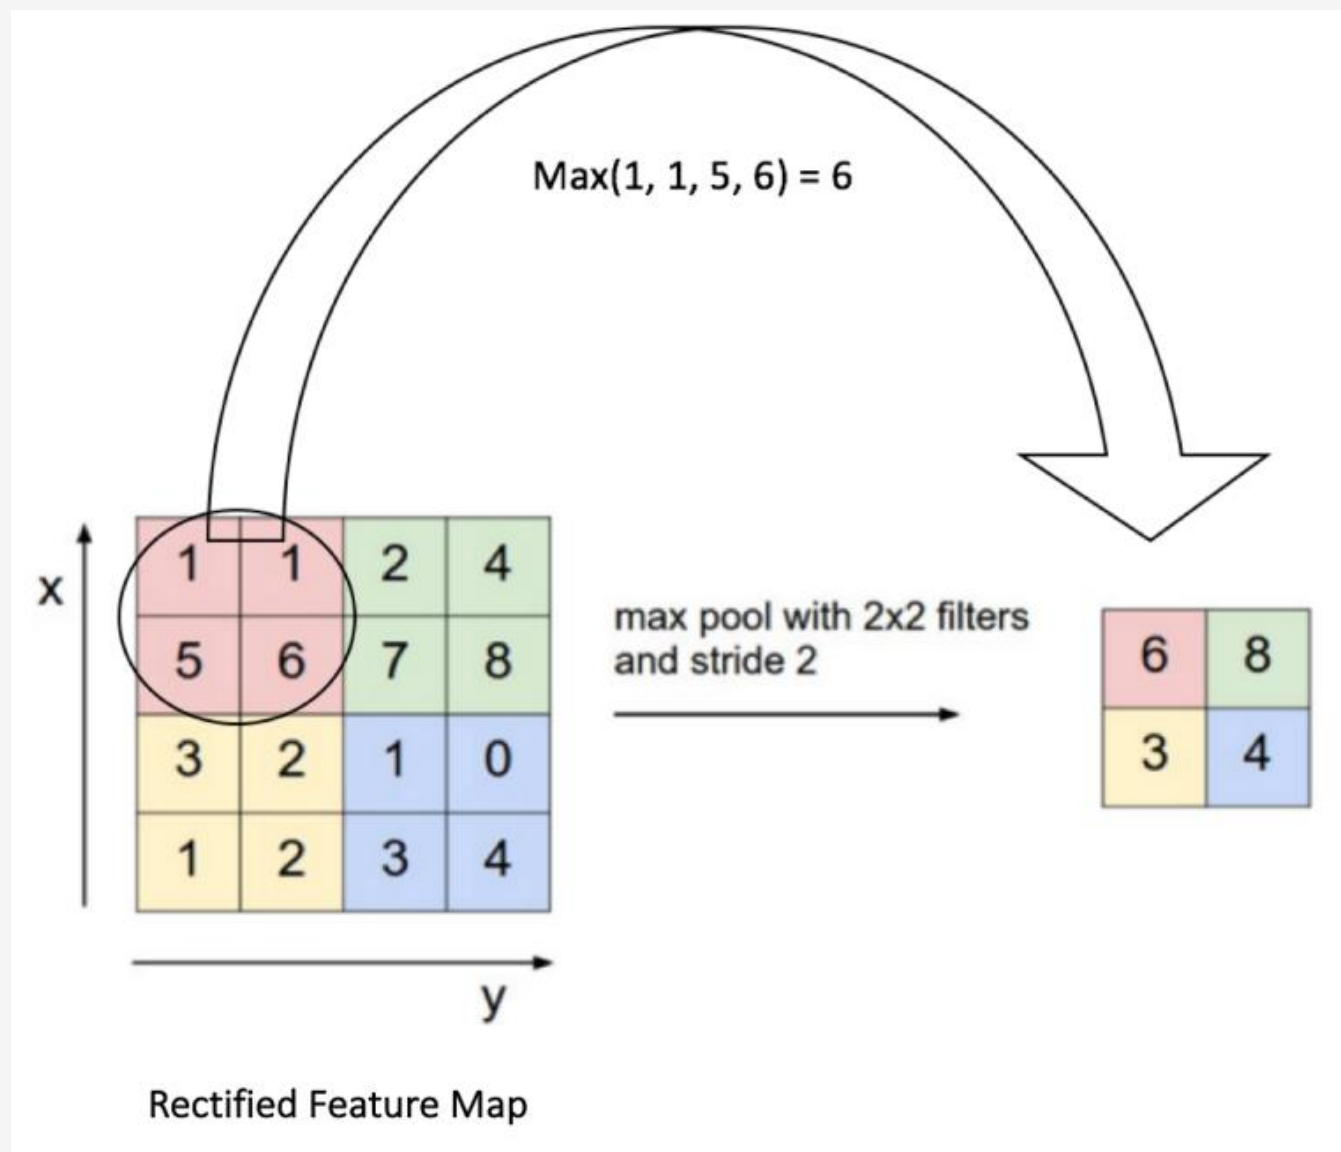 Max(1, 1, 5, 6) = 6
x
1 1 2 4
5 6 7 8
3 2 1 0
1 2 3 4
y
max pool with 2x2 filters
and stride 2
6 8
3 4
Rectified Feature Map